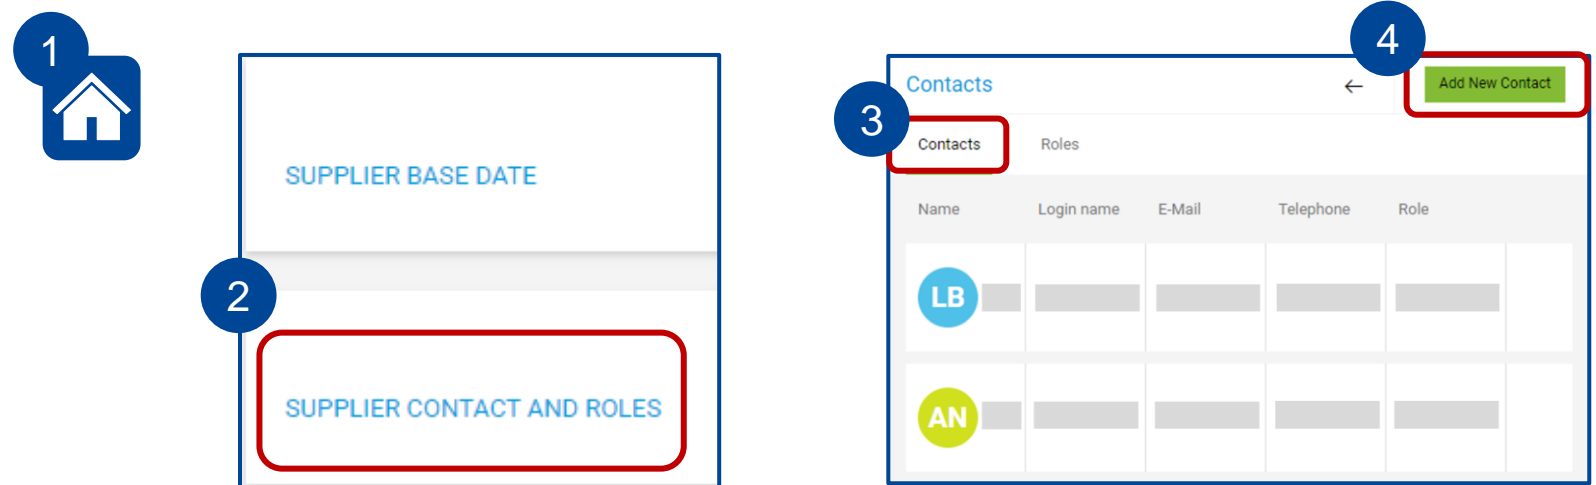 1
SUPPLIER BASE DATE
2
SUPPLIER CONTACT AND ROLES
4
Contacts
←
Add New Contact
3
Contacts Roles
Name Login name E-Mail Telephone Role
LB
AN